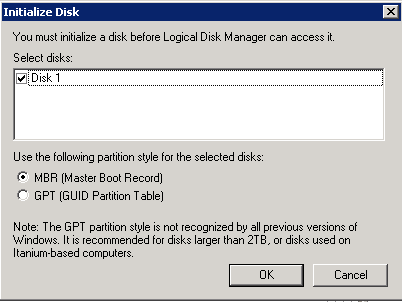 Initialize Disk
You must initialize a disk before Logical Disk Manager can access it.
Select disks:
Disk 1
Use the following partition style for the selected disks:
MBR (Master Boot Record)
GPT (GUID Partition Table)
Note: The GPT partition style is not recognized by all previous versions of
Windows. It is recommended for disks larger than 2TB, or disks used on
Itanium-based computers.
OK Cancel